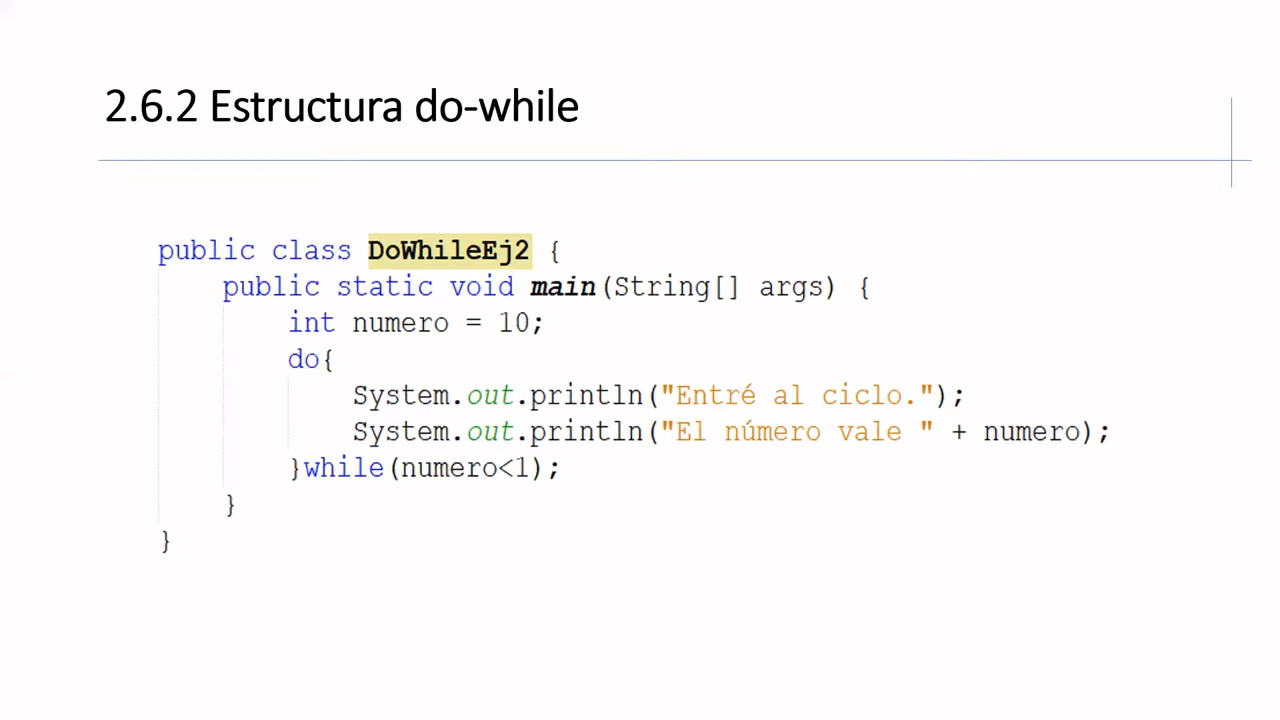 2.6.2 Estructura do-while
public class DoWhileEj2 {
public static void main(String[] args) {
int numero = 10;
do{
System.out.println("Entré al ciclo.");
System.out.println("El número vale " + numero);
}while(numero<1);
}
}